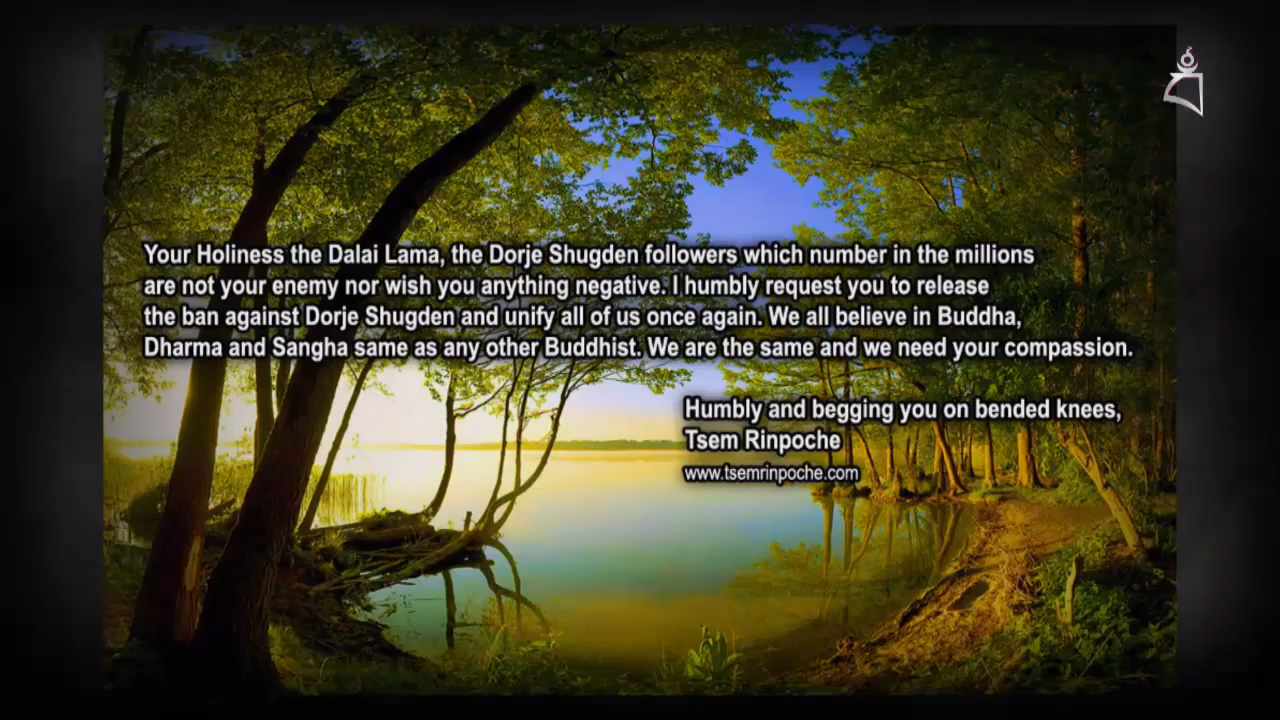 Your Holiness the Dalai Lama, the Dorje Shugden followers which number in the millions
are not your enemy nor wish you anything negative. I humbly request you to release
the ban against Dorje Shugden and unify all of us once again. We all believe in Buddha,
Dharma and Sangha same as any other Buddhist. We are the same and we need your compassion.
Humbly and begging you on bended knees,
Tsem Rinpoche
www.tsemrinpoche.com